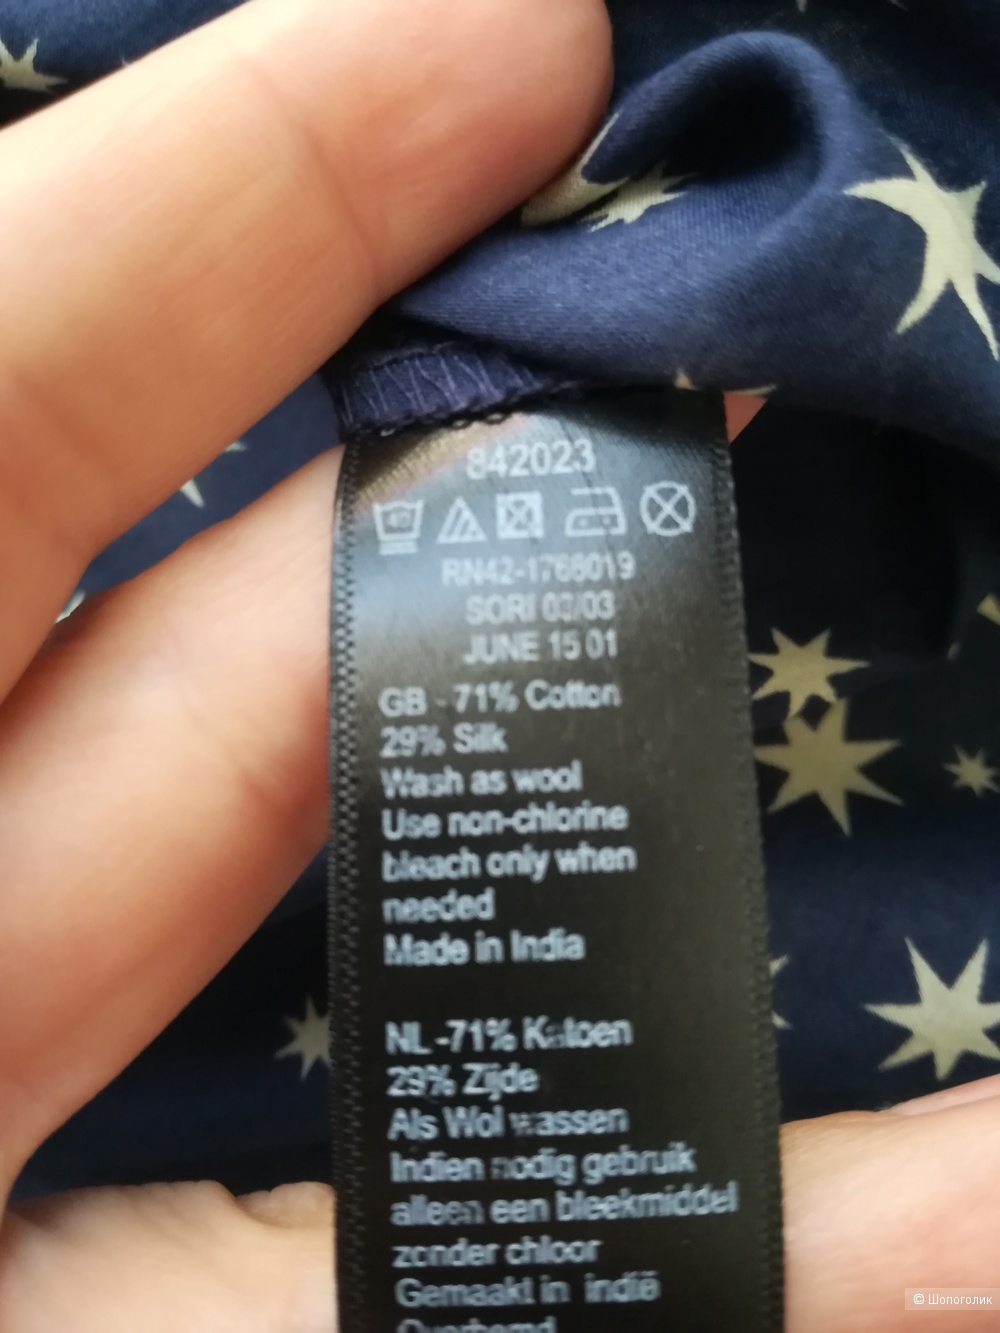 842023
40
RN42-1768019
SORI 03/03
JUNE 15 01
GB - 71% Cotton
29% Silk
Wash as wool
Use non-chlorine
bleach only when
needed
Made in India
NL -71% Katoen
29% Zijde
Als Wol wassen
Indien nodig gebruik
alleen een bleekmiddel
zonder chloor
Gemaakt in indië
Overhemd
© Шопоголик